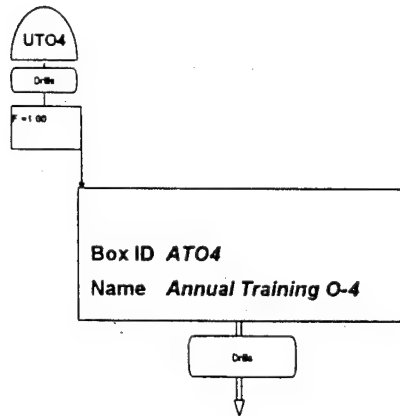 UTO4
Drills
F =1.00
Box ID ATO4
Name Annual Training O-4
Drills